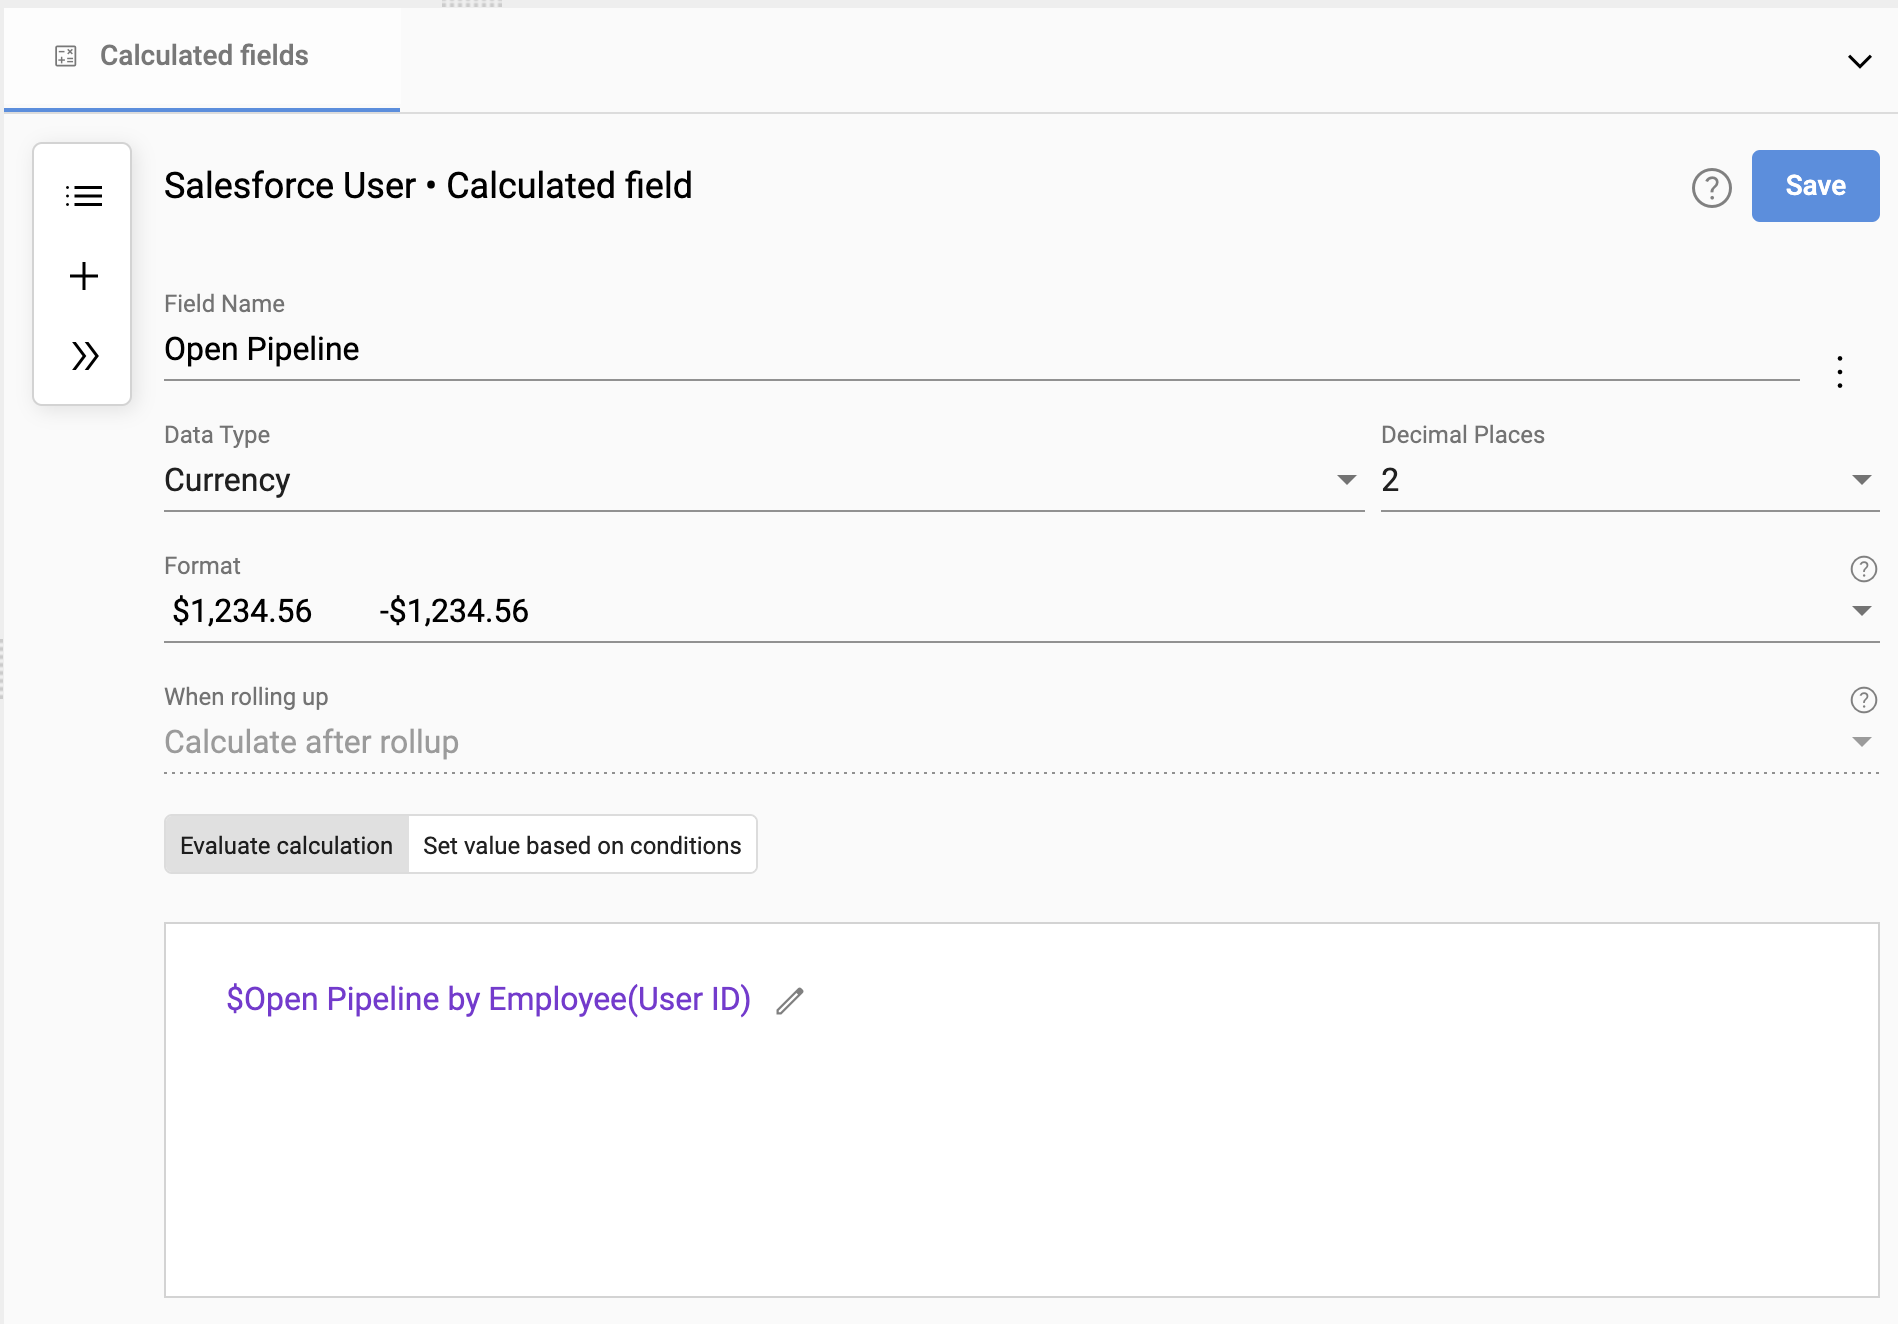 Calculated fields
Salesforce User • Calculated field
Save
Field Name
Open Pipeline
Data Type
Currency
Decimal Places
2
Format
$1,234.56 -$1,234.56
When rolling up
Calculate after rollup
Evaluate calculation
Set value based on conditions
$Open Pipeline by Employee(User ID)